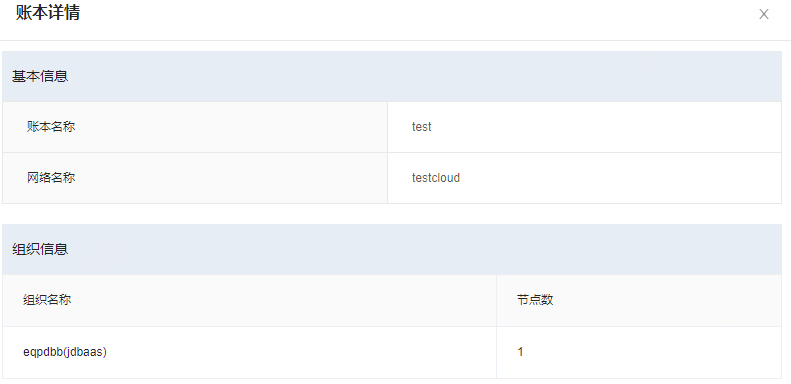 账本详情
基本信息
账本名称 test
网络名称 testcloud
组织信息
组织名称 节点数
eqpdbb(jdbaas) 1